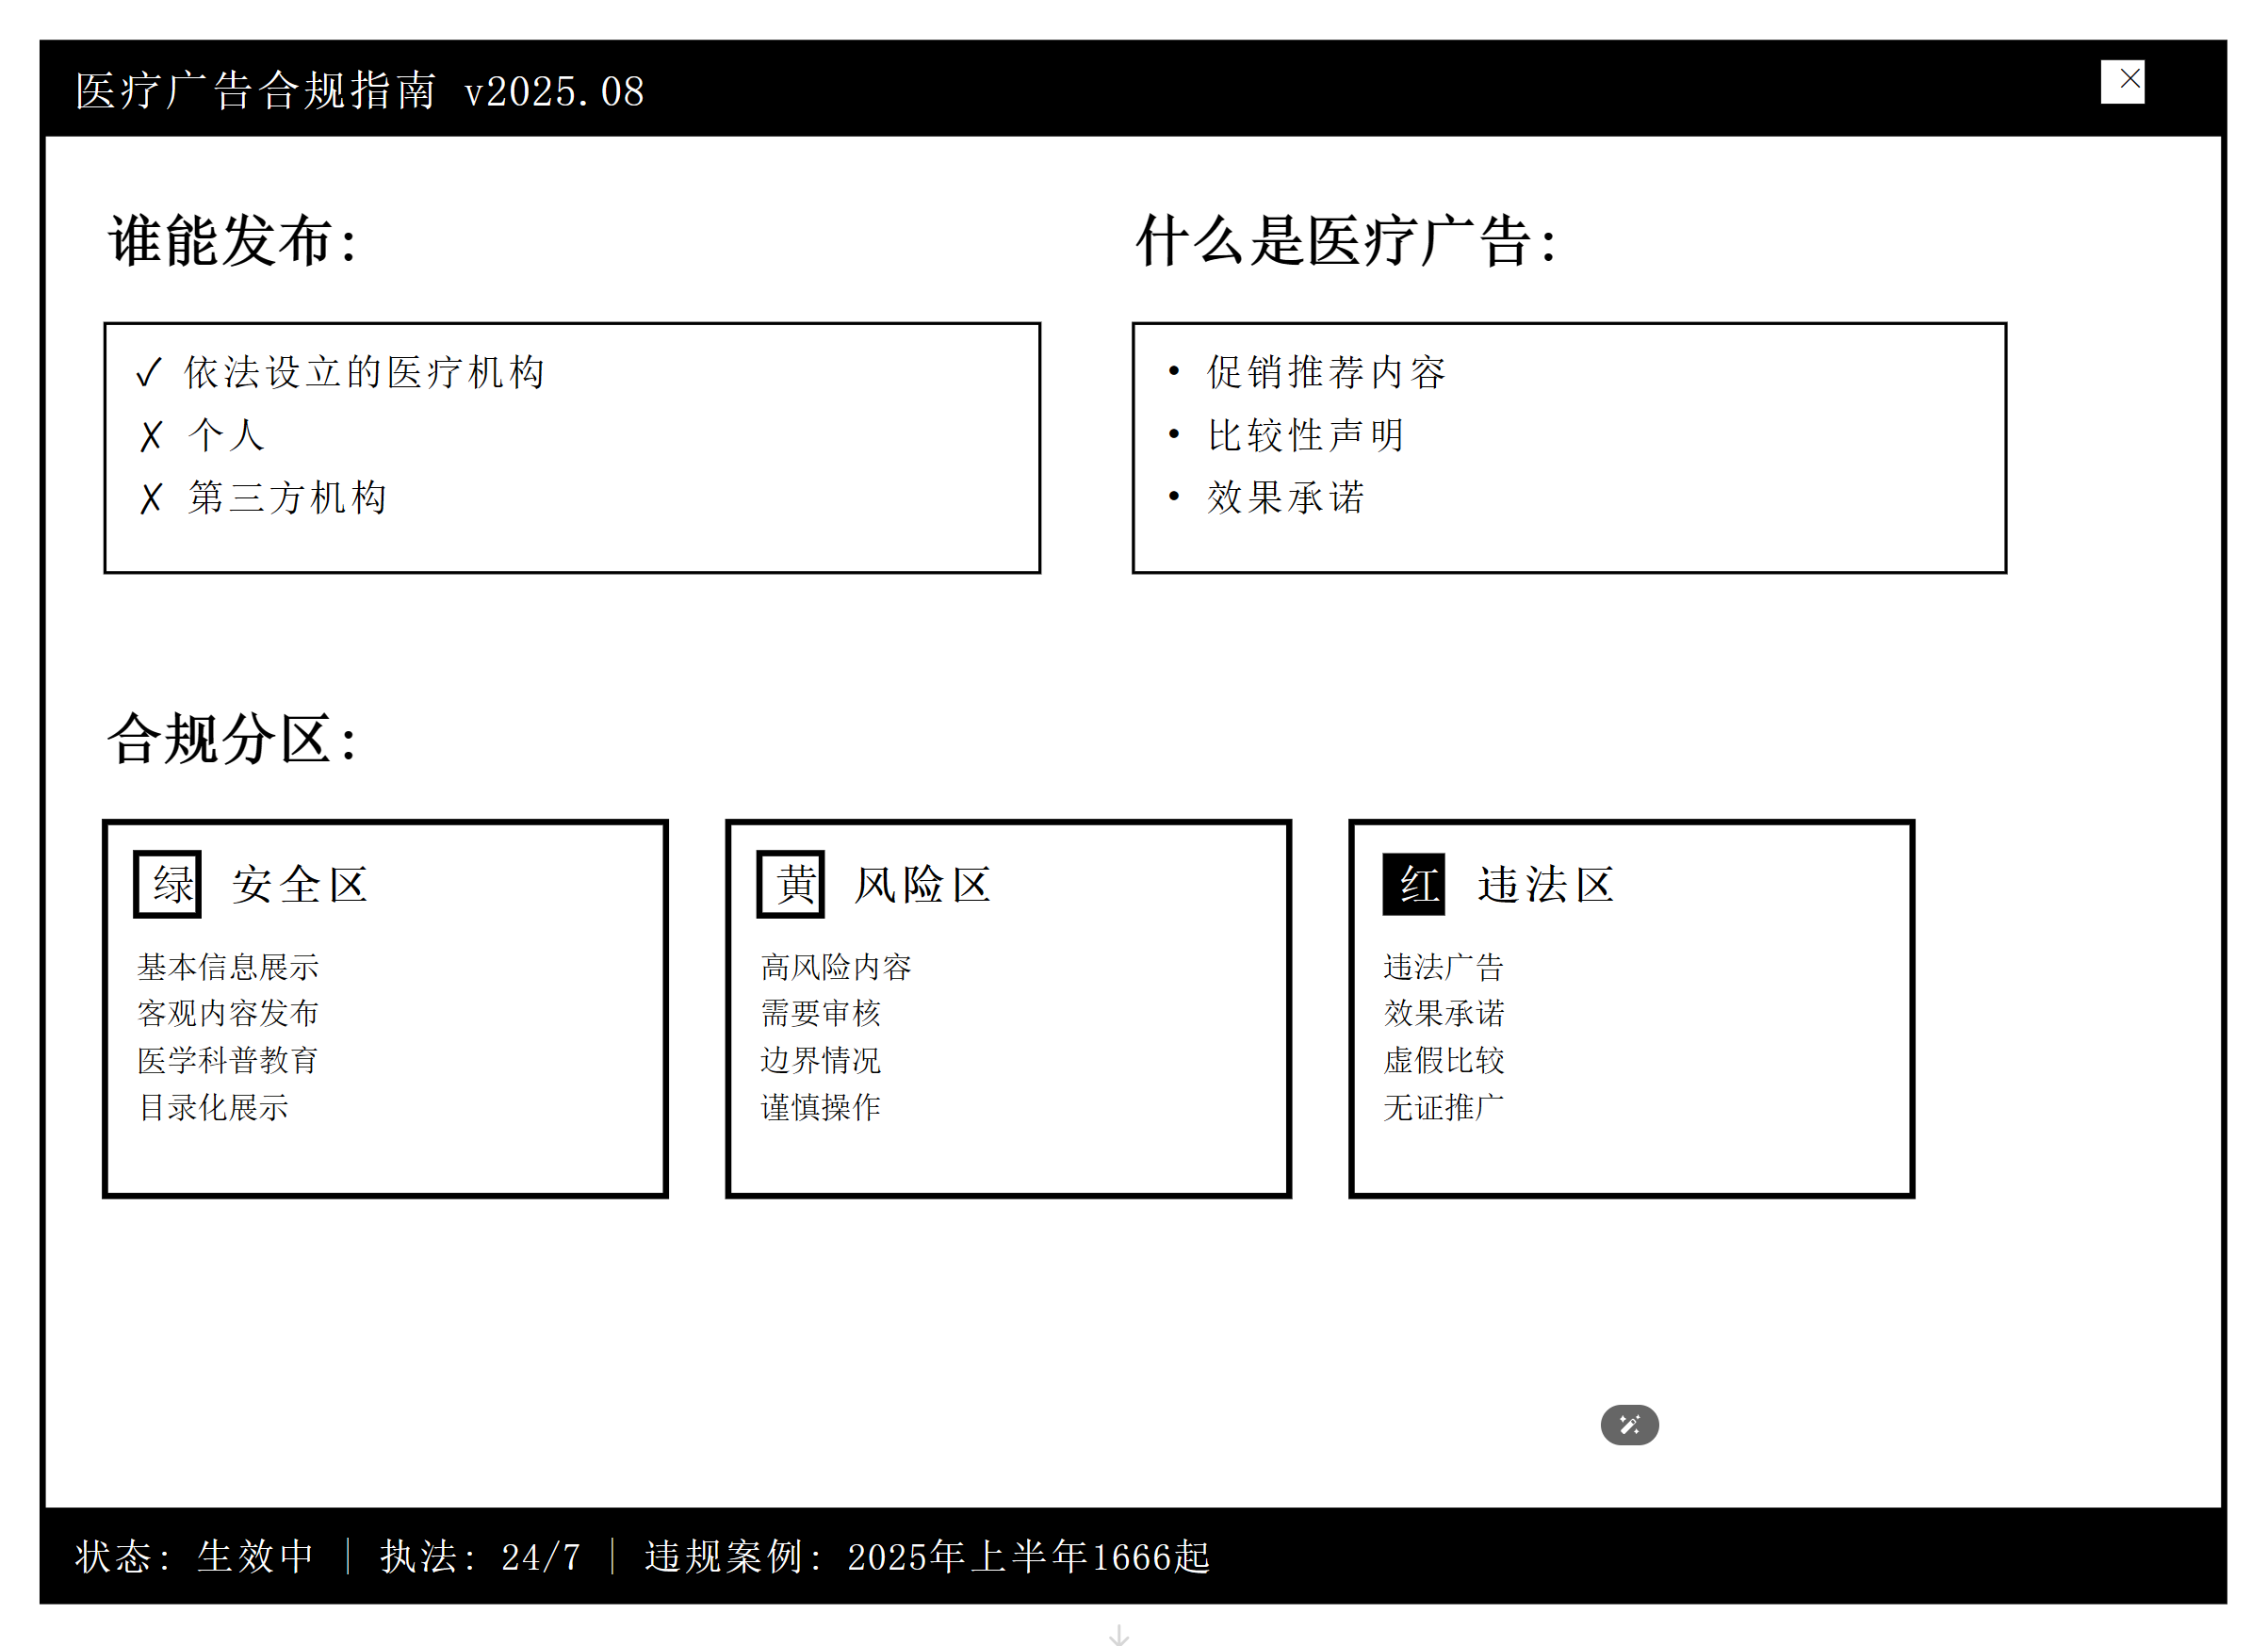 医疗广告合规指南 v2025.08
谁能发布:
✓ 依法设立的医疗机构
✗ 个人
✗ 第三方机构
什么是医疗广告:
• 促销推荐内容
• 比较性声明
• 效果承诺
合规分区:
绿 安全区
基本信息展示
客观内容发布
医学科普教育
目录化展示
黄 风险区
高风险内容
需要审核
边界情况
谨慎操作
红 违法区
违法广告
效果承诺
虚假比较
无证推广
状态: 生效中 | 执法: 24/7 | 违规案例: 2025年上半年1666起